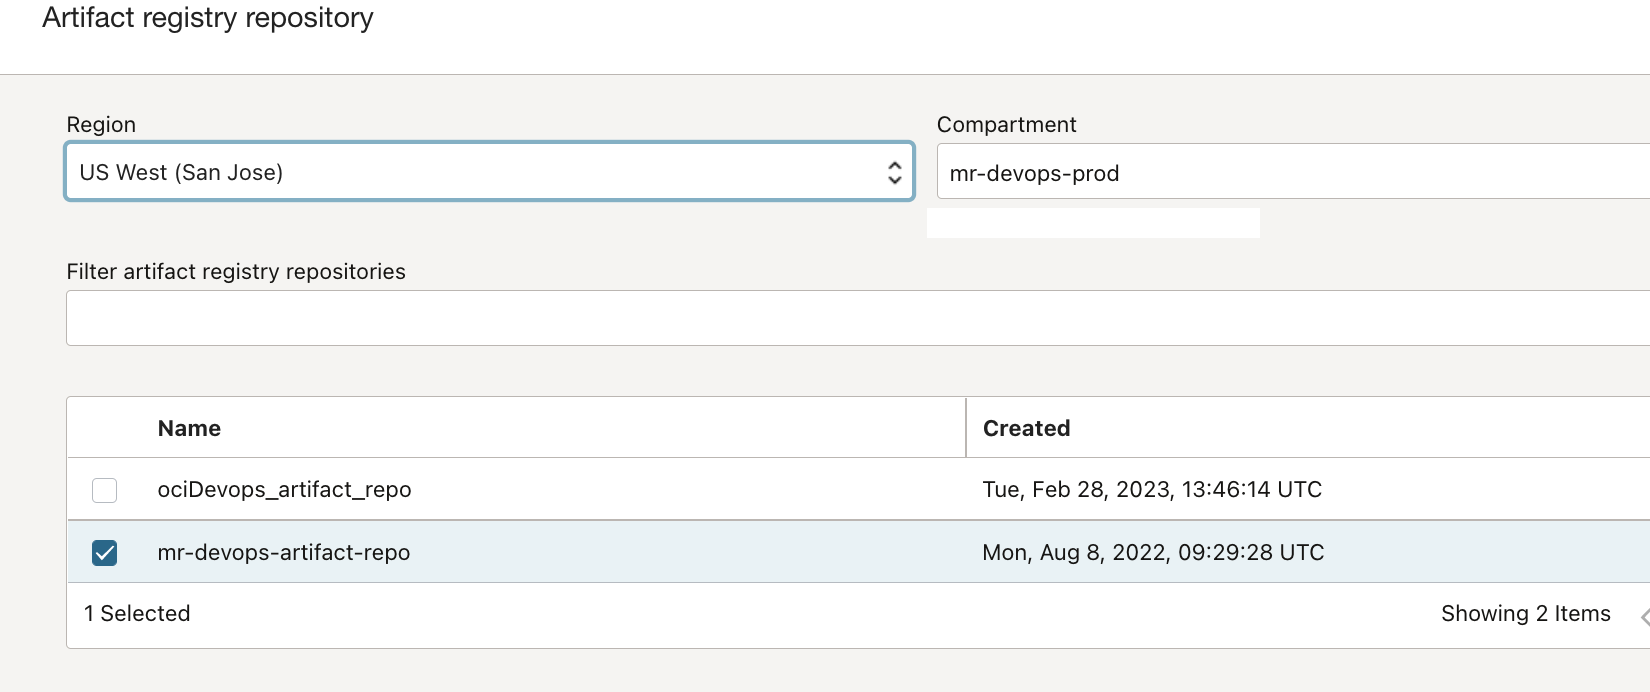 Artifact registry repository
Region
Compartment
US West (San Jose)
mr-devops-prod
Filter artifact registry repositories
Name
Created
ociDevops_artifact_repo
Tue, Feb 28, 2023, 13:46:14 UTC
mr-devops-artifact-repo
Mon, Aug 8, 2022, 09:29:28 UTC
1 Selected
Showing 2 Items